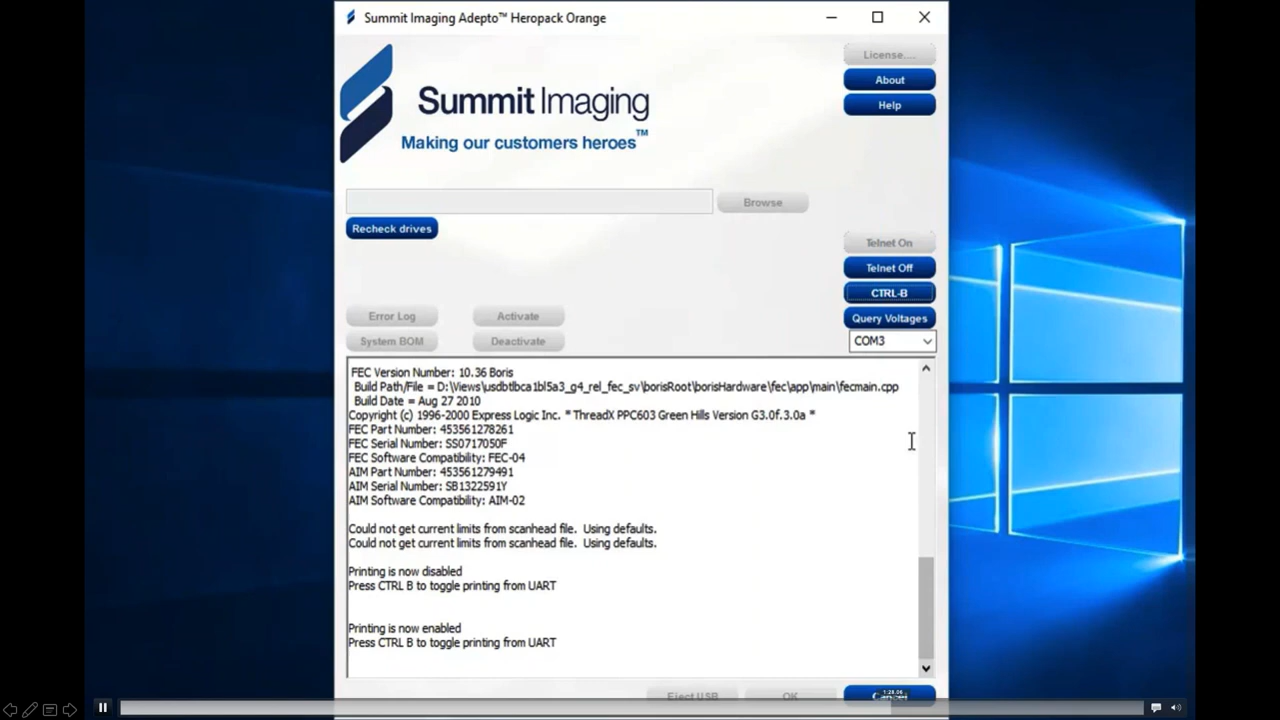 Summit Imaging Adepto™ Heropack Orange
License....
About
Help
Summit Imaging
Making our customers heroes™
Browse
Recheck drives
Telnet On
Telnet Off
CTRL-B
Query Voltages
COM3
Error Log
Activate
System BOM
Deactivate
FEC Version Number: 10.36 Boris
Build Path/File = D:\Views\usdbtlbca1bl5a3_g4_rel_fec_sv\borisRoot\borisHardware\fec\app\main\fecmain.cpp
Build Date = Aug 27 2010
Copyright (c) 1996-2000 Express Logic Inc. * ThreadX PPC603 Green Hills Version G3.0f.3.0a *
FEC Part Number: 453561278261
FEC Serial Number: SS0717050F
FEC Software Compatibility: FEC-04
AIM Part Number: 453561279491
AIM Serial Number: SB1322591Y
AIM Software Compatibility: AIM-02
Could not get current limits from scanhead file.  Using defaults.
Could not get current limits from scanhead file.  Using defaults.
Printing is now disabled
Press CTRL B to toggle printing from UART
Printing is now enabled
Press CTRL B to toggle printing from UART
Eject USB
OK
Cancel